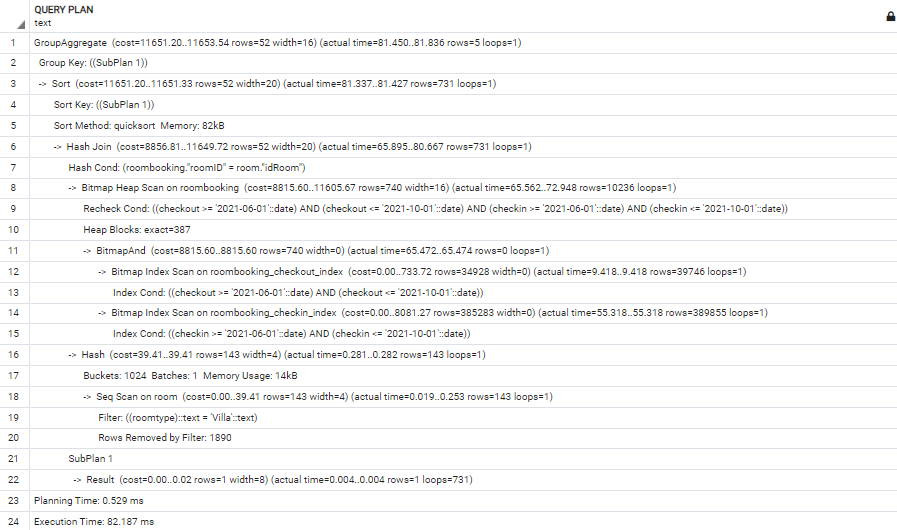 QUERY PLAN
text
1 GroupAggregate (cost=11651.20..11653.54 rows=52 width=16) (actual time=81.450..81.836 rows=5 loops=1)
2 Group Key: ((SubPlan 1))
3 -> Sort (cost=11651.20..11651.33 rows=52 width=20) (actual time=81.337..81.427 rows=731 loops=1)
4 Sort Key: ((SubPlan 1))
5 Sort Method: quicksort Memory: 82kB
6 -> Hash Join (cost=8856.81..11649.72 rows=52 width=20) (actual time=65.895..80.667 rows=731 loops=1)
7 Hash Cond: (roombooking."roomID" = room."idRoom")
8 -> Bitmap Heap Scan on roombooking (cost=8815.60..11605.67 rows=740 width=16) (actual time=65.562..72.948 rows=10236 loops=1)
9 Recheck Cond: ((checkout >= '2021-06-01'::date) AND (checkout <= '2021-10-01'::date) AND (checkin >= '2021-06-01'::date) AND (checkin <= '2021-10-01'::date))
10 Heap Blocks: exact=387
11 -> BitmapAnd (cost=8815.60..8815.60 rows=740 width=0) (actual time=65.472..65.474 rows=0 loops=1)
12 -> Bitmap Index Scan on roombooking_checkout_index (cost=0.00..733.72 rows=34928 width=0) (actual time=9.418..9.418 rows=39746 loops=1)
13 Index Cond: ((checkout >= '2021-06-01'::date) AND (checkout <= '2021-10-01'::date))
14 -> Bitmap Index Scan on roombooking_checkin_index (cost=0.00..8081.27 rows=385283 width=0) (actual time=55.318..55.318 rows=389855 loops=1)
15 Index Cond: ((checkin >= '2021-06-01'::date) AND (checkin <= '2021-10-01'::date))
16 -> Hash (cost=39.41..39.41 rows=143 width=4) (actual time=0.281..0.282 rows=143 loops=1)
17 Buckets: 1024 Batches: 1 Memory Usage: 14kB
18 -> Seq Scan on room (cost=0.00..39.41 rows=143 width=4) (actual time=0.019..0.253 rows=143 loops=1)
19 Filter: ((roomtype)::text = 'Villa'::text)
20 Rows Removed by Filter: 1890
21 SubPlan 1
22 -> Result (cost=0.00..0.02 rows=1 width=8) (actual time=0.004..0.004 rows=1 loops=731)
23 Planning Time: 0.529 ms
24 Execution Time: 82.187 ms